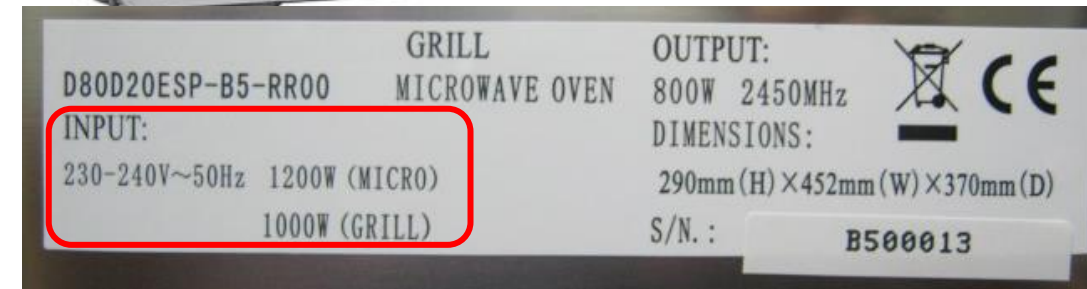 GRILL
D80D20ESP-B5-RR00 MICROWAVE OVEN
INPUT:
230-240V~50Hz 1200W (MICRO)
1000W (GRILL)
OUTPUT:
800W 2450MHz
DIMENSIONS:
290mm(H)×452mm(W)×370mm(D)
S/N.: B500013
CE